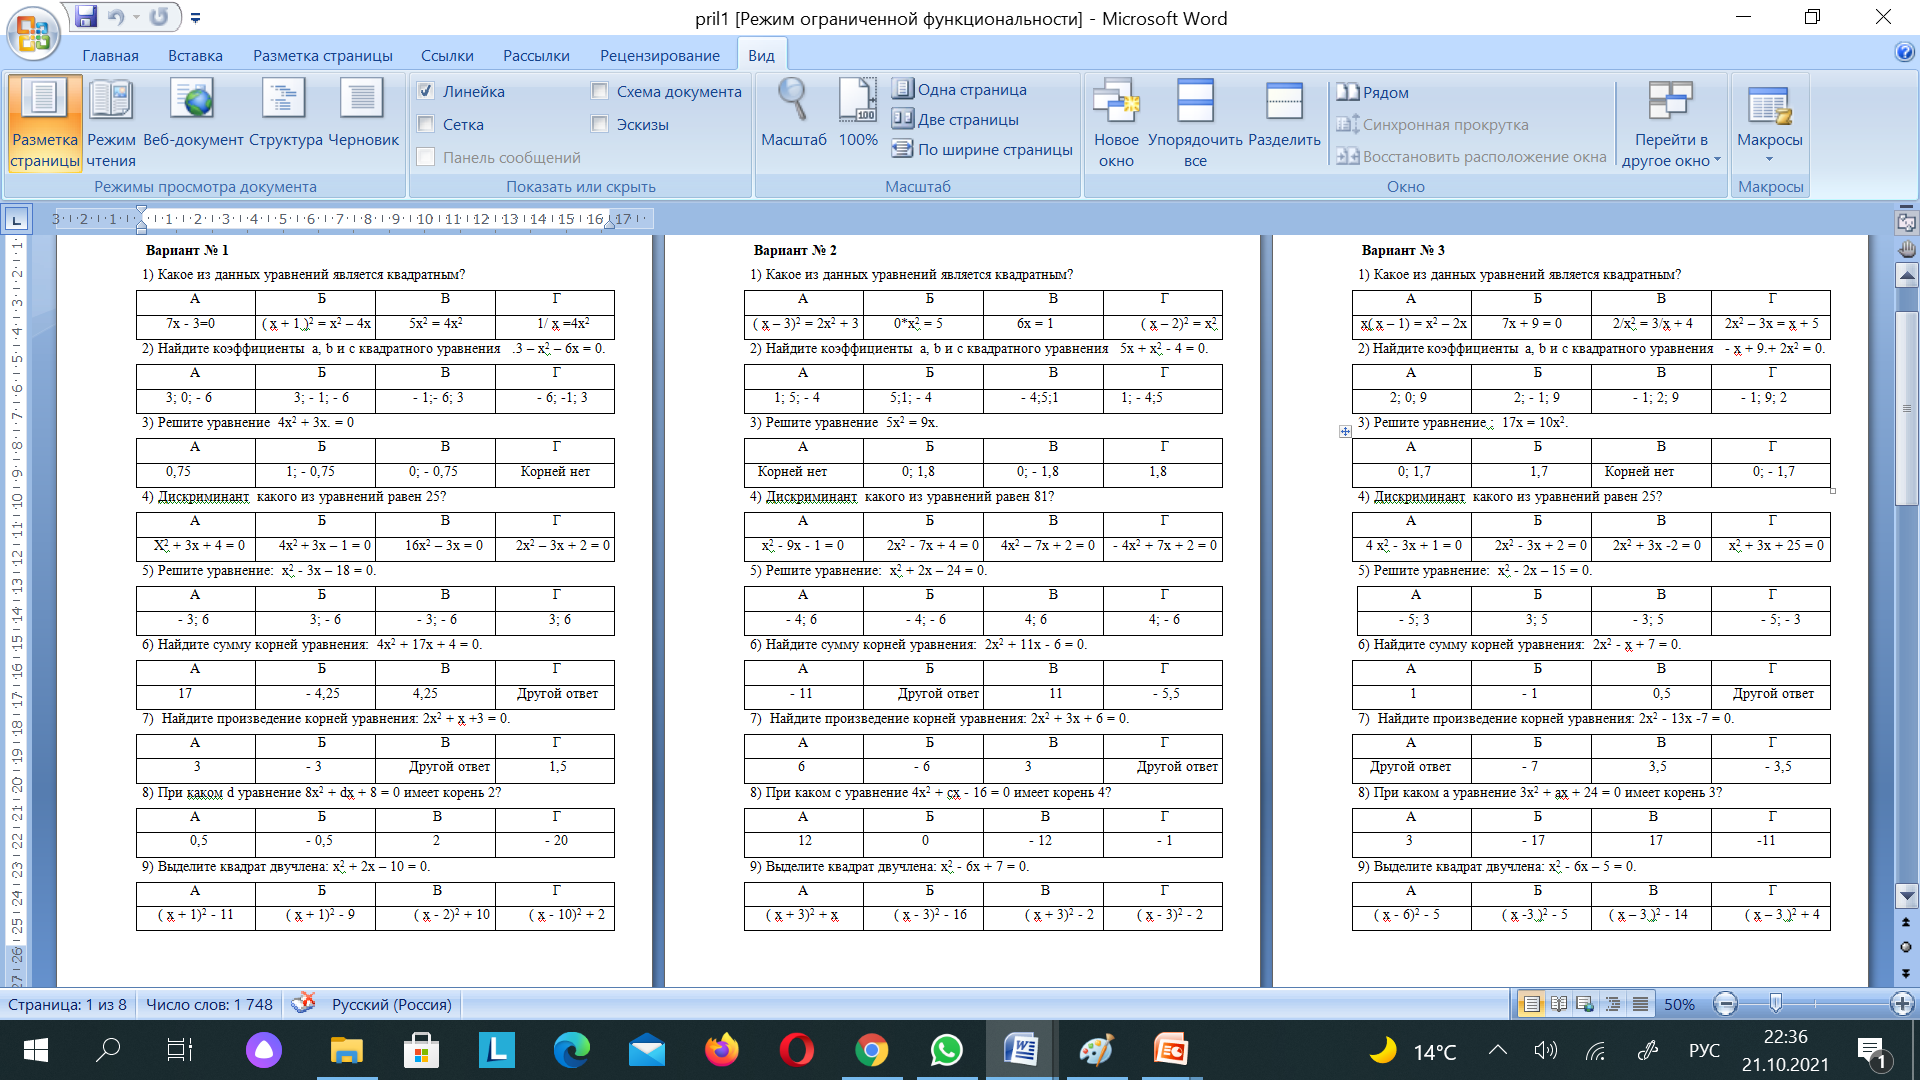 pril1 [Режим ограниченной функциональности] - Microsoft Word
Главная Вставка Разметка страницы Ссылки Рассылки Рецензирование Вид
Разметка страницы Режим чтения Веб-документ Структура Черновик
Режимы просмотра документа
Линейка Схема документа
Сетка Эскизы
Панель сообщений
Показать или скрыть
Масштаб 100% Одна страница
Две страницы
По ширине страницы
Масштаб
Новое окно Упорядочить все Разделить
Рядом
Синхронная прокрутка
Восстановить расположение окна
Перейти в другое окно
Окно
Макросы
Макросы
3 2 1 1 2 3 4 5 6 7 8 9 10 11 12 13 14 15 16 17
Вариант № 1
1) Какое из данных уравнений является квадратным?
А Б В Г
7х - 3=0 ( х + 1 )² = х² – 4х 5х² = 4х² 1/ х =4х²
2) Найдите коэффициенты a, b и c квадратного уравнения .3 – х² – 6х = 0.
А Б В Г
3; 0; - 6 3; - 1; - 6 - 1;- 6; 3 - 6; -1; 3
3) Решите уравнение 4х² + 3х. = 0
А Б В Г
0,75 1; - 0,75 0; - 0,75 Корней нет
4) Дискриминант какого из уравнений равен 25?
А Б В Г
Х² + 3х + 4 = 0 4х² + 3х – 1 = 0 16х² – 3х = 0 2х² – 3х + 2 = 0
5) Решите уравнение: х² - 3х – 18 = 0.
А Б В Г
- 3; 6 3; - 6 - 3; - 6 3; 6
6) Найдите сумму корней уравнения: 4х² + 17х + 4 = 0.
А Б В Г
17 - 4,25 4,25 Другой ответ
7) Найдите произведение корней уравнения: 2х² + х +3 = 0.
А Б В Г
3 - 3 Другой ответ 1,5
8) При каком d уравнение 8х² + dx + 8 = 0 имеет корень 2?
А Б В Г
0,5 - 0,5 2 - 20
9) Выделите квадрат двучлена: х² + 2х – 10 = 0.
А Б В Г
( х + 1)² - 11 ( х + 1)² - 9 ( х - 2)² + 10 ( х - 10)² + 2
Вариант № 2
1) Какое из данных уравнений является квадратным?
А Б В Г
( х – 3)² = 2х² + 3 0*х² = 5 6х = 1 ( х – 2)² = х²
2) Найдите коэффициенты a, b и c квадратного уравнения 5х + х² - 4 = 0.
А Б В Г
1; 5; - 4 5;1; - 4 - 4;5;1 1; - 4;5
3) Решите уравнение 5х² = 9х.
А Б В Г
Корней нет 0; 1,8 0; - 1,8 1,8
4) Дискриминант какого из уравнений равен 81?
А Б В Г
х² - 9х - 1 = 0 2х² - 7х + 4 = 0 4х² – 7х + 2 = 0 - 4х² + 7х + 2 = 0
5) Решите уравнение: х² + 2х – 24 = 0.
А Б В Г
- 4; 6 - 4; - 6 4; 6 4; - 6
6) Найдите сумму корней уравнения: 2х² + 11х - 6 = 0.
А Б В Г
- 11 Другой ответ 11 - 5,5
7) Найдите произведение корней уравнения: 2х² + 3х + 6 = 0.
А Б В Г
6 - 6 3 Другой ответ
8) При каком с уравнение 4х² + сх - 16 = 0 имеет корень 4?
А Б В Г
12 0 - 12 - 1
9) Выделите квадрат двучлена: х² - 6х + 7 = 0.
А Б В Г
( х + 3)² + х ( х - 3)² - 16 ( х + 3)² - 2 ( х - 3)² - 2
Вариант № 3
1) Какое из данных уравнений является квадратным?
А Б В Г
х( х – 1) = х² – 2х 7х + 9 = 0 2/х² = 3/х + 4 2х² – 3х = х + 5
2) Найдите коэффициенты a, b и c квадратного уравнения - х + 9.+ 2х² = 0.
А Б В Г
2; 0; 9 2; - 1; 9 - 1; 2; 9 - 1; 9; 2
3) Решите уравнение : 17х = 10х².
А Б В Г
0; 1,7 1,7 Корней нет 0; - 1,7
4) Дискриминант какого из уравнений равен 25?
А Б В Г
4 х² - 3х + 1 = 0 2х² - 3х + 2 = 0 2х² + 3х -2 = 0 х² + 3х + 25 = 0
5) Решите уравнение: х² - 2х – 15 = 0.
А Б В Г
- 5; 3 3; 5 - 3; 5 - 5; - 3
6) Найдите сумму корней уравнения: 2х² - х + 7 = 0.
А Б В Г
1 - 1 0,5 Другой ответ
7) Найдите произведение корней уравнения: 2х² - 13х -7 = 0.
А Б В Г
Другой ответ - 7 3,5 - 3,5
8) При каком а уравнение 3х² + ах + 24 = 0 имеет корень 3?
А Б В Г
3 - 17 17 -11
9) Выделите квадрат двучлена: х² - 6х – 5 = 0.
А Б В Г
( х - 6)² - 5 ( х -3 )² - 5 ( х – 3 )² - 14 ( х – 3 )² + 4
Страница: 1 из 8 Число слов: 1 748 Русский (Россия) 50%
14°C РУС 22:36
21.10.2021
1